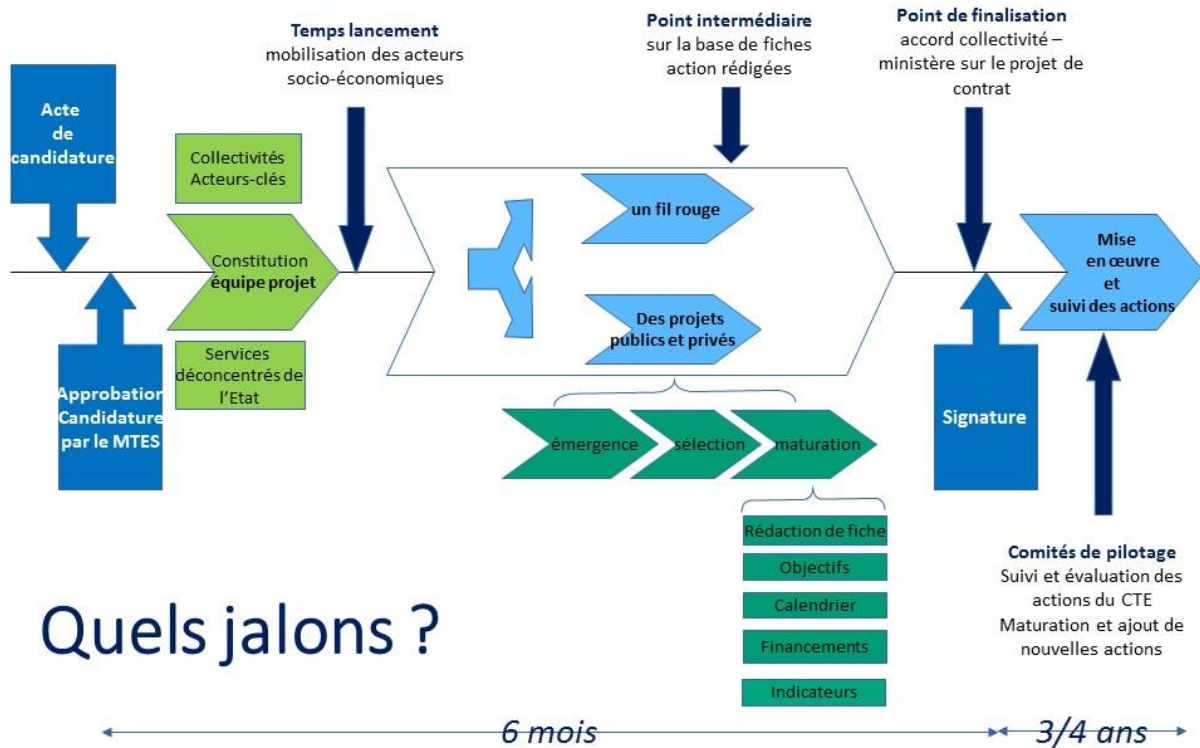 Acte
de
candidature
Approbation
Candidature
par le MTES
Collectivités
Acteurs-clés
Constitution
équipe projet
Services
déconcentrés de
l’Etat
Temps lancement
mobilisation des acteurs
socio-économiques
Point intermédiaire
sur la base de fiches
action rédigées
un fil rouge
Des projets
publics et privés
émergence
sélection
maturation
Rédaction de fiche
Objectifs
Calendrier
Financements
Indicateurs
Point de finalisation
accord collectivité –
ministère sur le projet de
contrat
Signature
Mise
en œuvre
et
suivi des actions
Comités de pilotage
Suivi et évaluation des
actions du CTE
Maturation et ajout de
nouvelles actions
Quels jalons ?
6 mois
3/4 ans